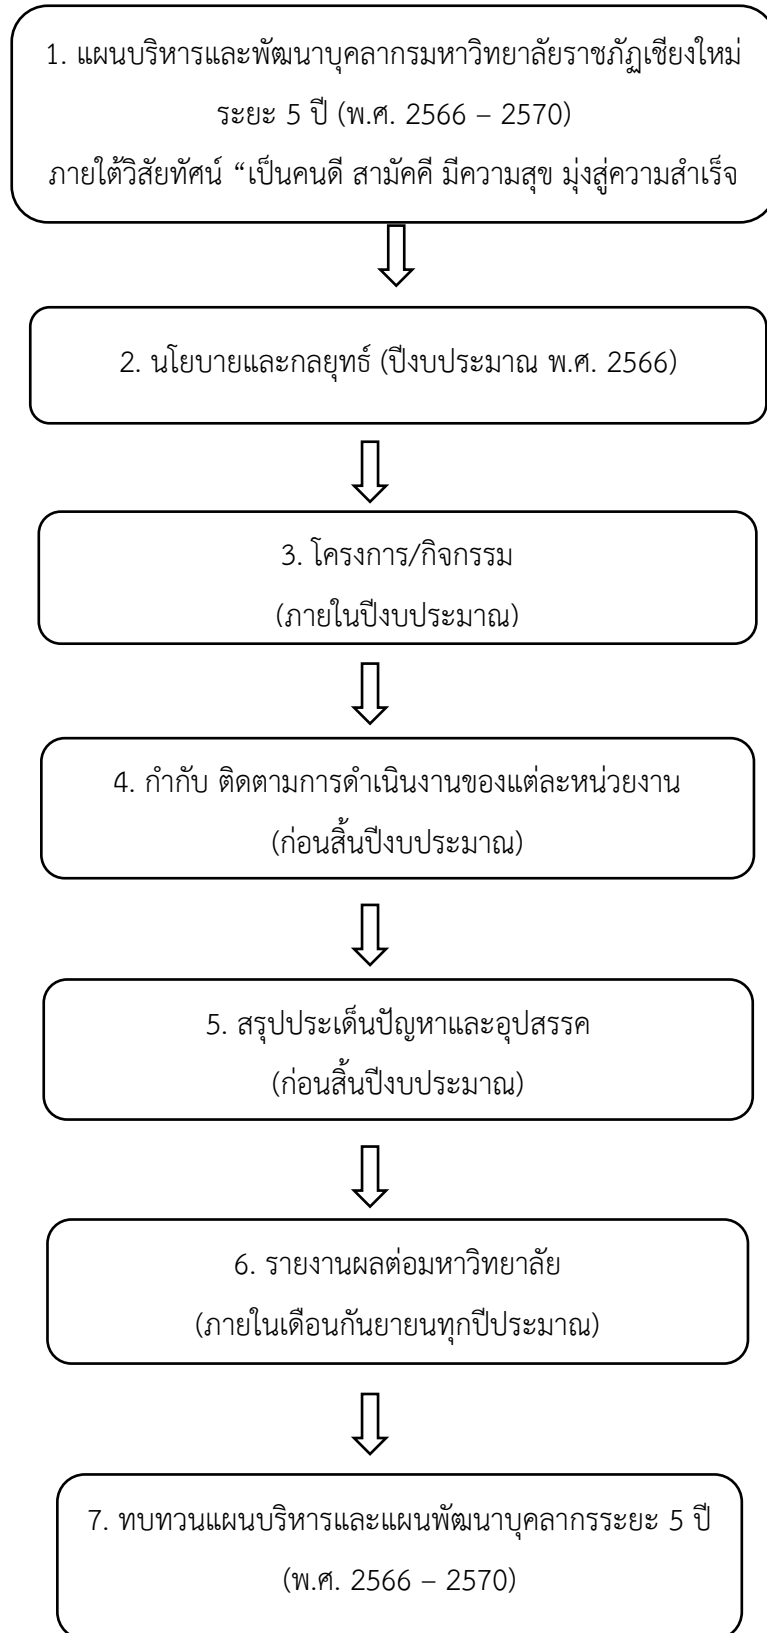 1. แผนบริหารและพัฒนาบุคลากรมหาวิทยาลัยราชภัฏเชียงใหม่
ระยะ 5 ปี (พ.ศ. 2566 – 2570)
ภายใต้วิสัยทัศน์ “เป็นคนดี สามัคคี มีความสุข มุ่งสู่ความสำเร็จ
2. นโยบายและกลยุทธ์ (ปีงบประมาณ พ.ศ. 2566)
3. โครงการ/กิจกรรม
(ภายในปีงบประมาณ)
4. กำกับ ติดตามการดำเนินงานของแต่ละหน่วยงาน
(ก่อนสิ้นปีงบประมาณ)
5. สรุปประเด็นปัญหาและอุปสรรค
(ก่อนสิ้นปีงบประมาณ)
6. รายงานผลต่อมหาวิทยาลัย
(ภายในเดือนกันยายนทุกปีประมาณ)
7. ทบทวนแผนบริหารและแผนพัฒนาบุคลากรระยะ 5 ปี
(พ.ศ. 2566 – 2570)